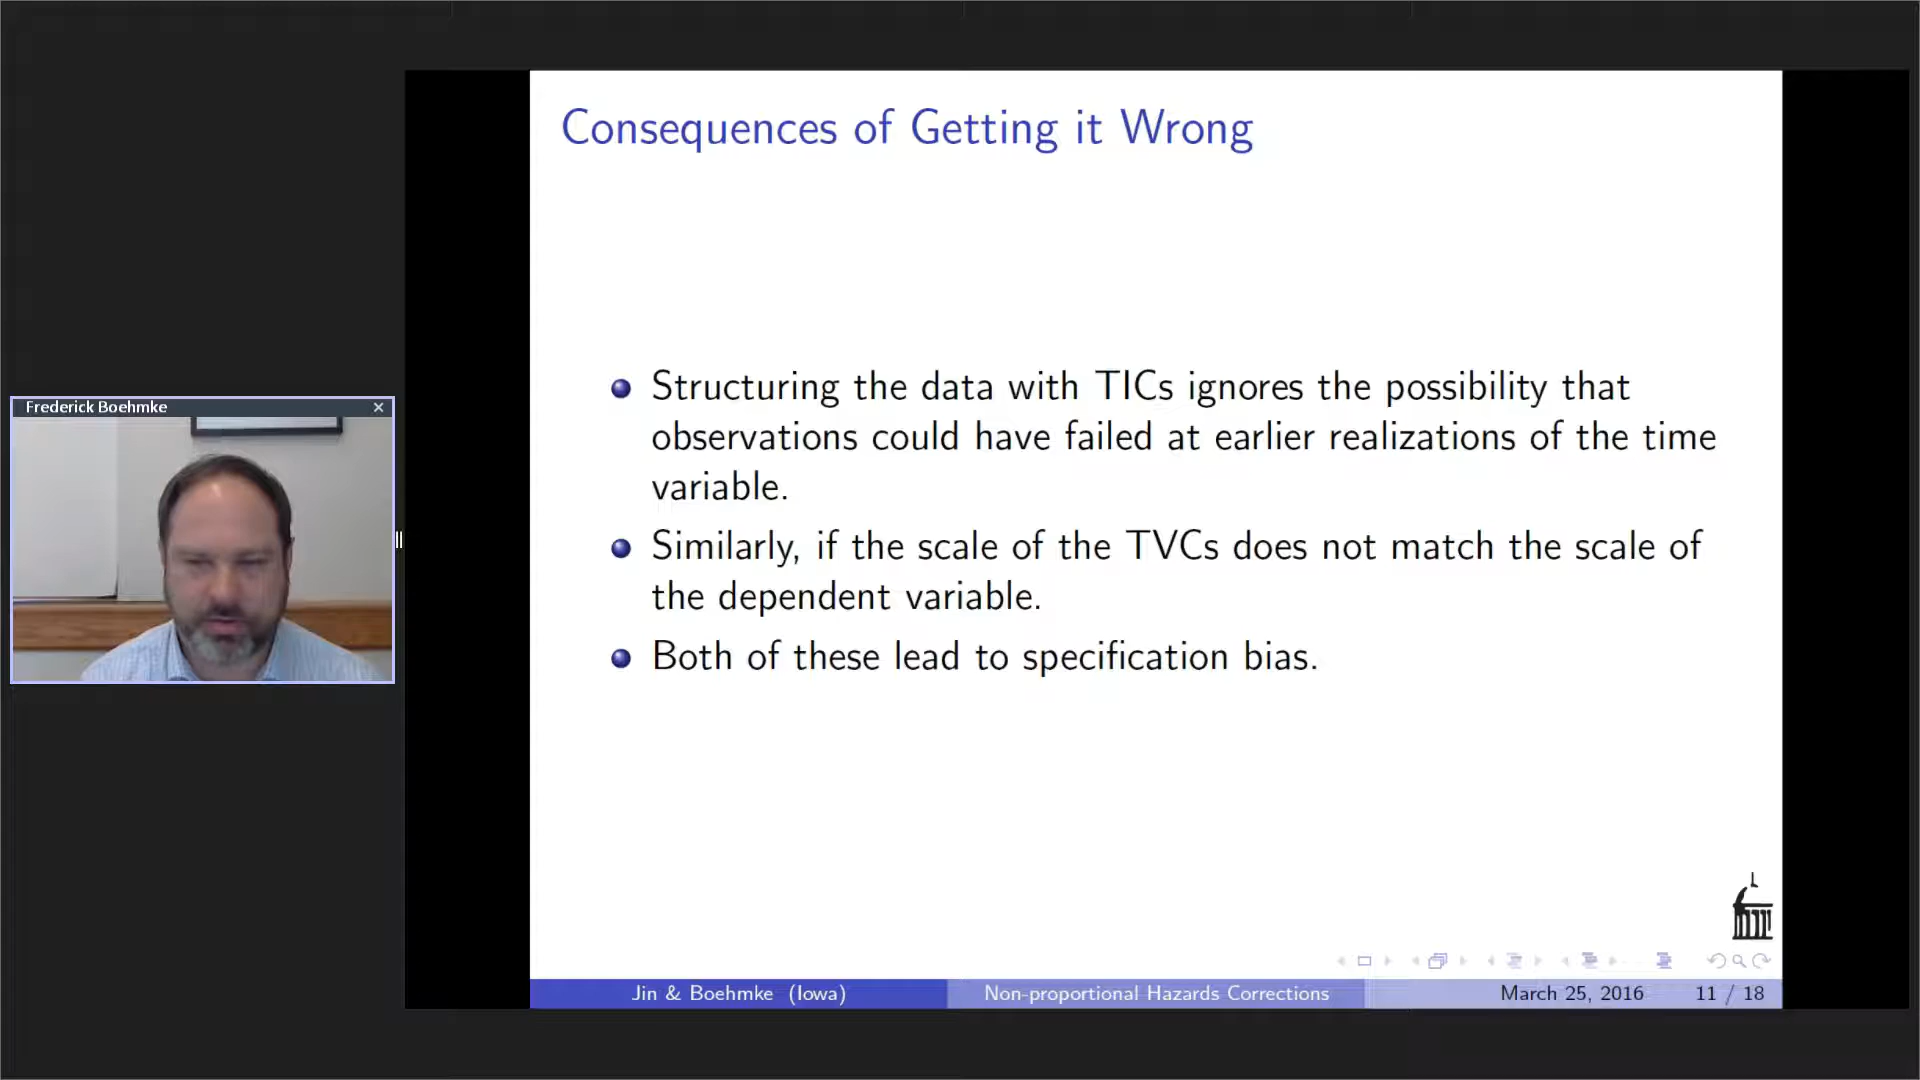 Consequences of Getting it Wrong
Structuring the data with TICs ignores the possibility that
observations could have failed at earlier realizations of the time
variable.
Similarly, if the scale of the TVCs does not match the scale of
the dependent variable.
Both of these lead to specification bias.
Frederick Boehmke
Jin & Boehmke (Iowa)
Non-proportional Hazards Corrections
March 25, 2016
11 / 18